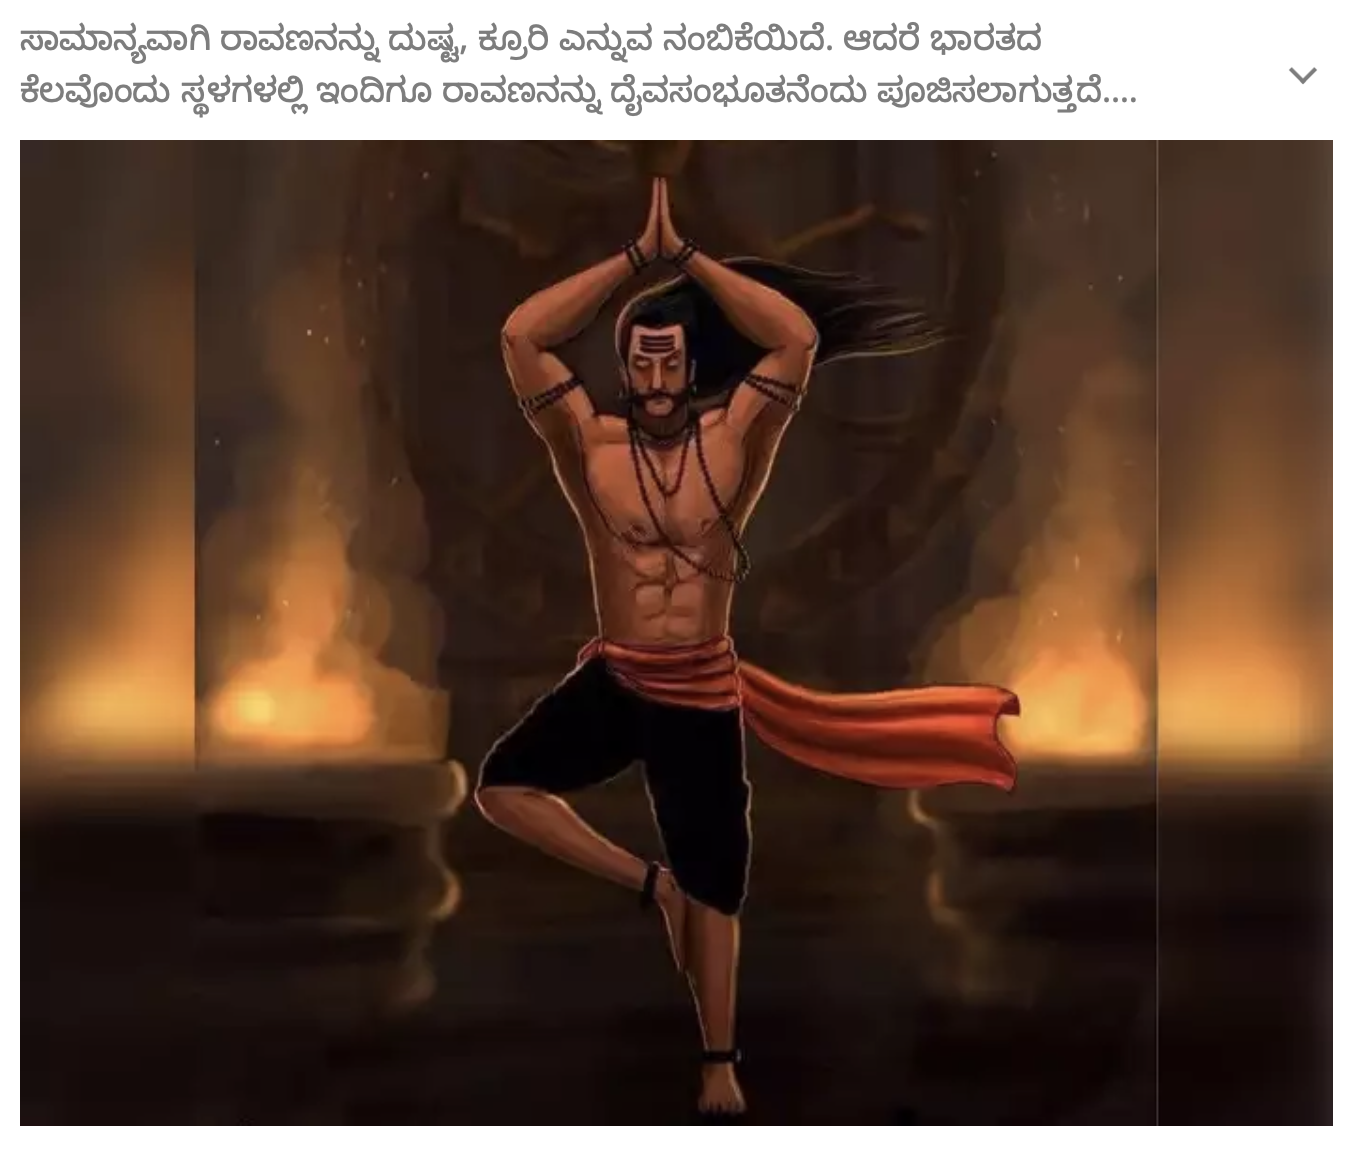 ಸಾಮಾನ್ಯವಾಗಿ ರಾವಣನನ್ನು ದುಷ್ಟ, ಕ್ರೂರಿ ಎನ್ನುವ ನಂಬಿಕೆಯಿದೆ. ಆದರೆ ಭಾರತದ
ಕೆಲವೊಂದು ಸ್ಥಳಗಳಲ್ಲಿ ಇಂದಿಗೂ ರಾವಣನನ್ನು ದೈವಸಂಭೂತನೆಂದು ಪೂಜಿಸಲಾಗುತ್ತದೆ....